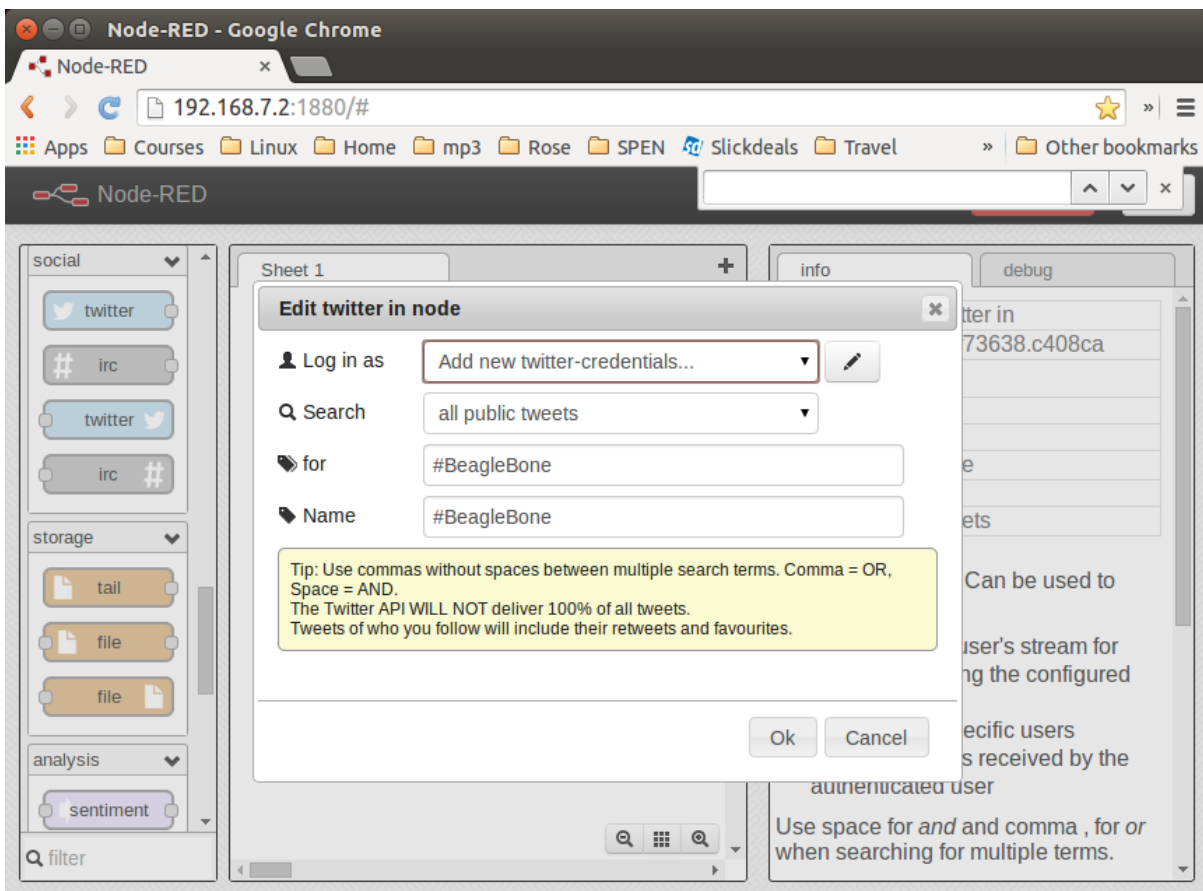 Node-RED - Google Chrome
Node-RED
192.168.7.2:1880/#
Apps Courses Linux Home mp3 Rose SPEN Slickdeals Travel » Other bookmarks
Node-RED
social
twitter
irc
twitter
irc
storage
tail
file
file
analysis
sentiment
filter
Sheet 1
Edit twitter in node
Log in as Add new twitter-credentials...
Search all public tweets
for #BeagleBone
Name #BeagleBone
Tip: Use commas without spaces between multiple search terms. Comma = OR,
Space = AND.
The Twitter API WILL NOT deliver 100% of all tweets.
Tweets of who you follow will include their retweets and favourites.
Ok Cancel
info debug
tter in
73638.c408ca
e
ets
Can be used to
user's stream for
ng the configured
ecific users
s received by the
authenticated user
Use space for and and comma , for or
when searching for multiple terms.